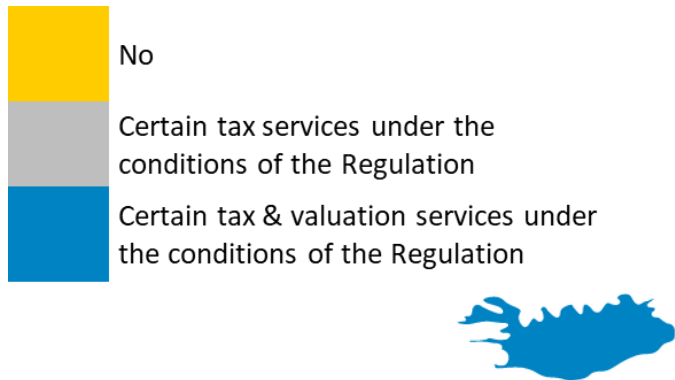 No
Certain tax services under the
conditions of the Regulation
Certain tax & valuation services under
the conditions of the Regulation